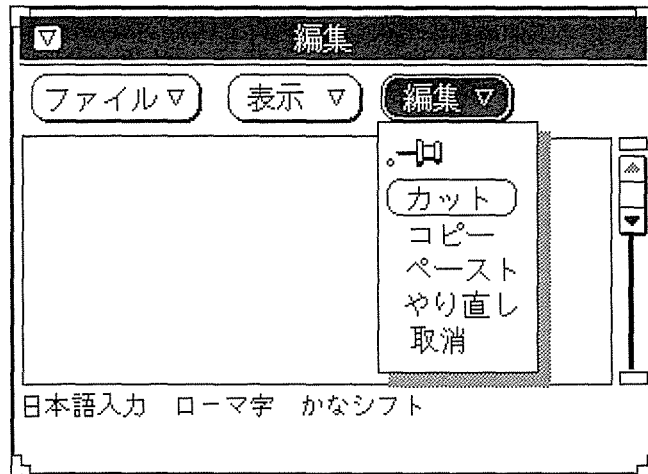 編集
ファイル 表示 編集
カット
コピー
ペースト
やり直し
取消
日本語入力 ローマ字 かなシフト